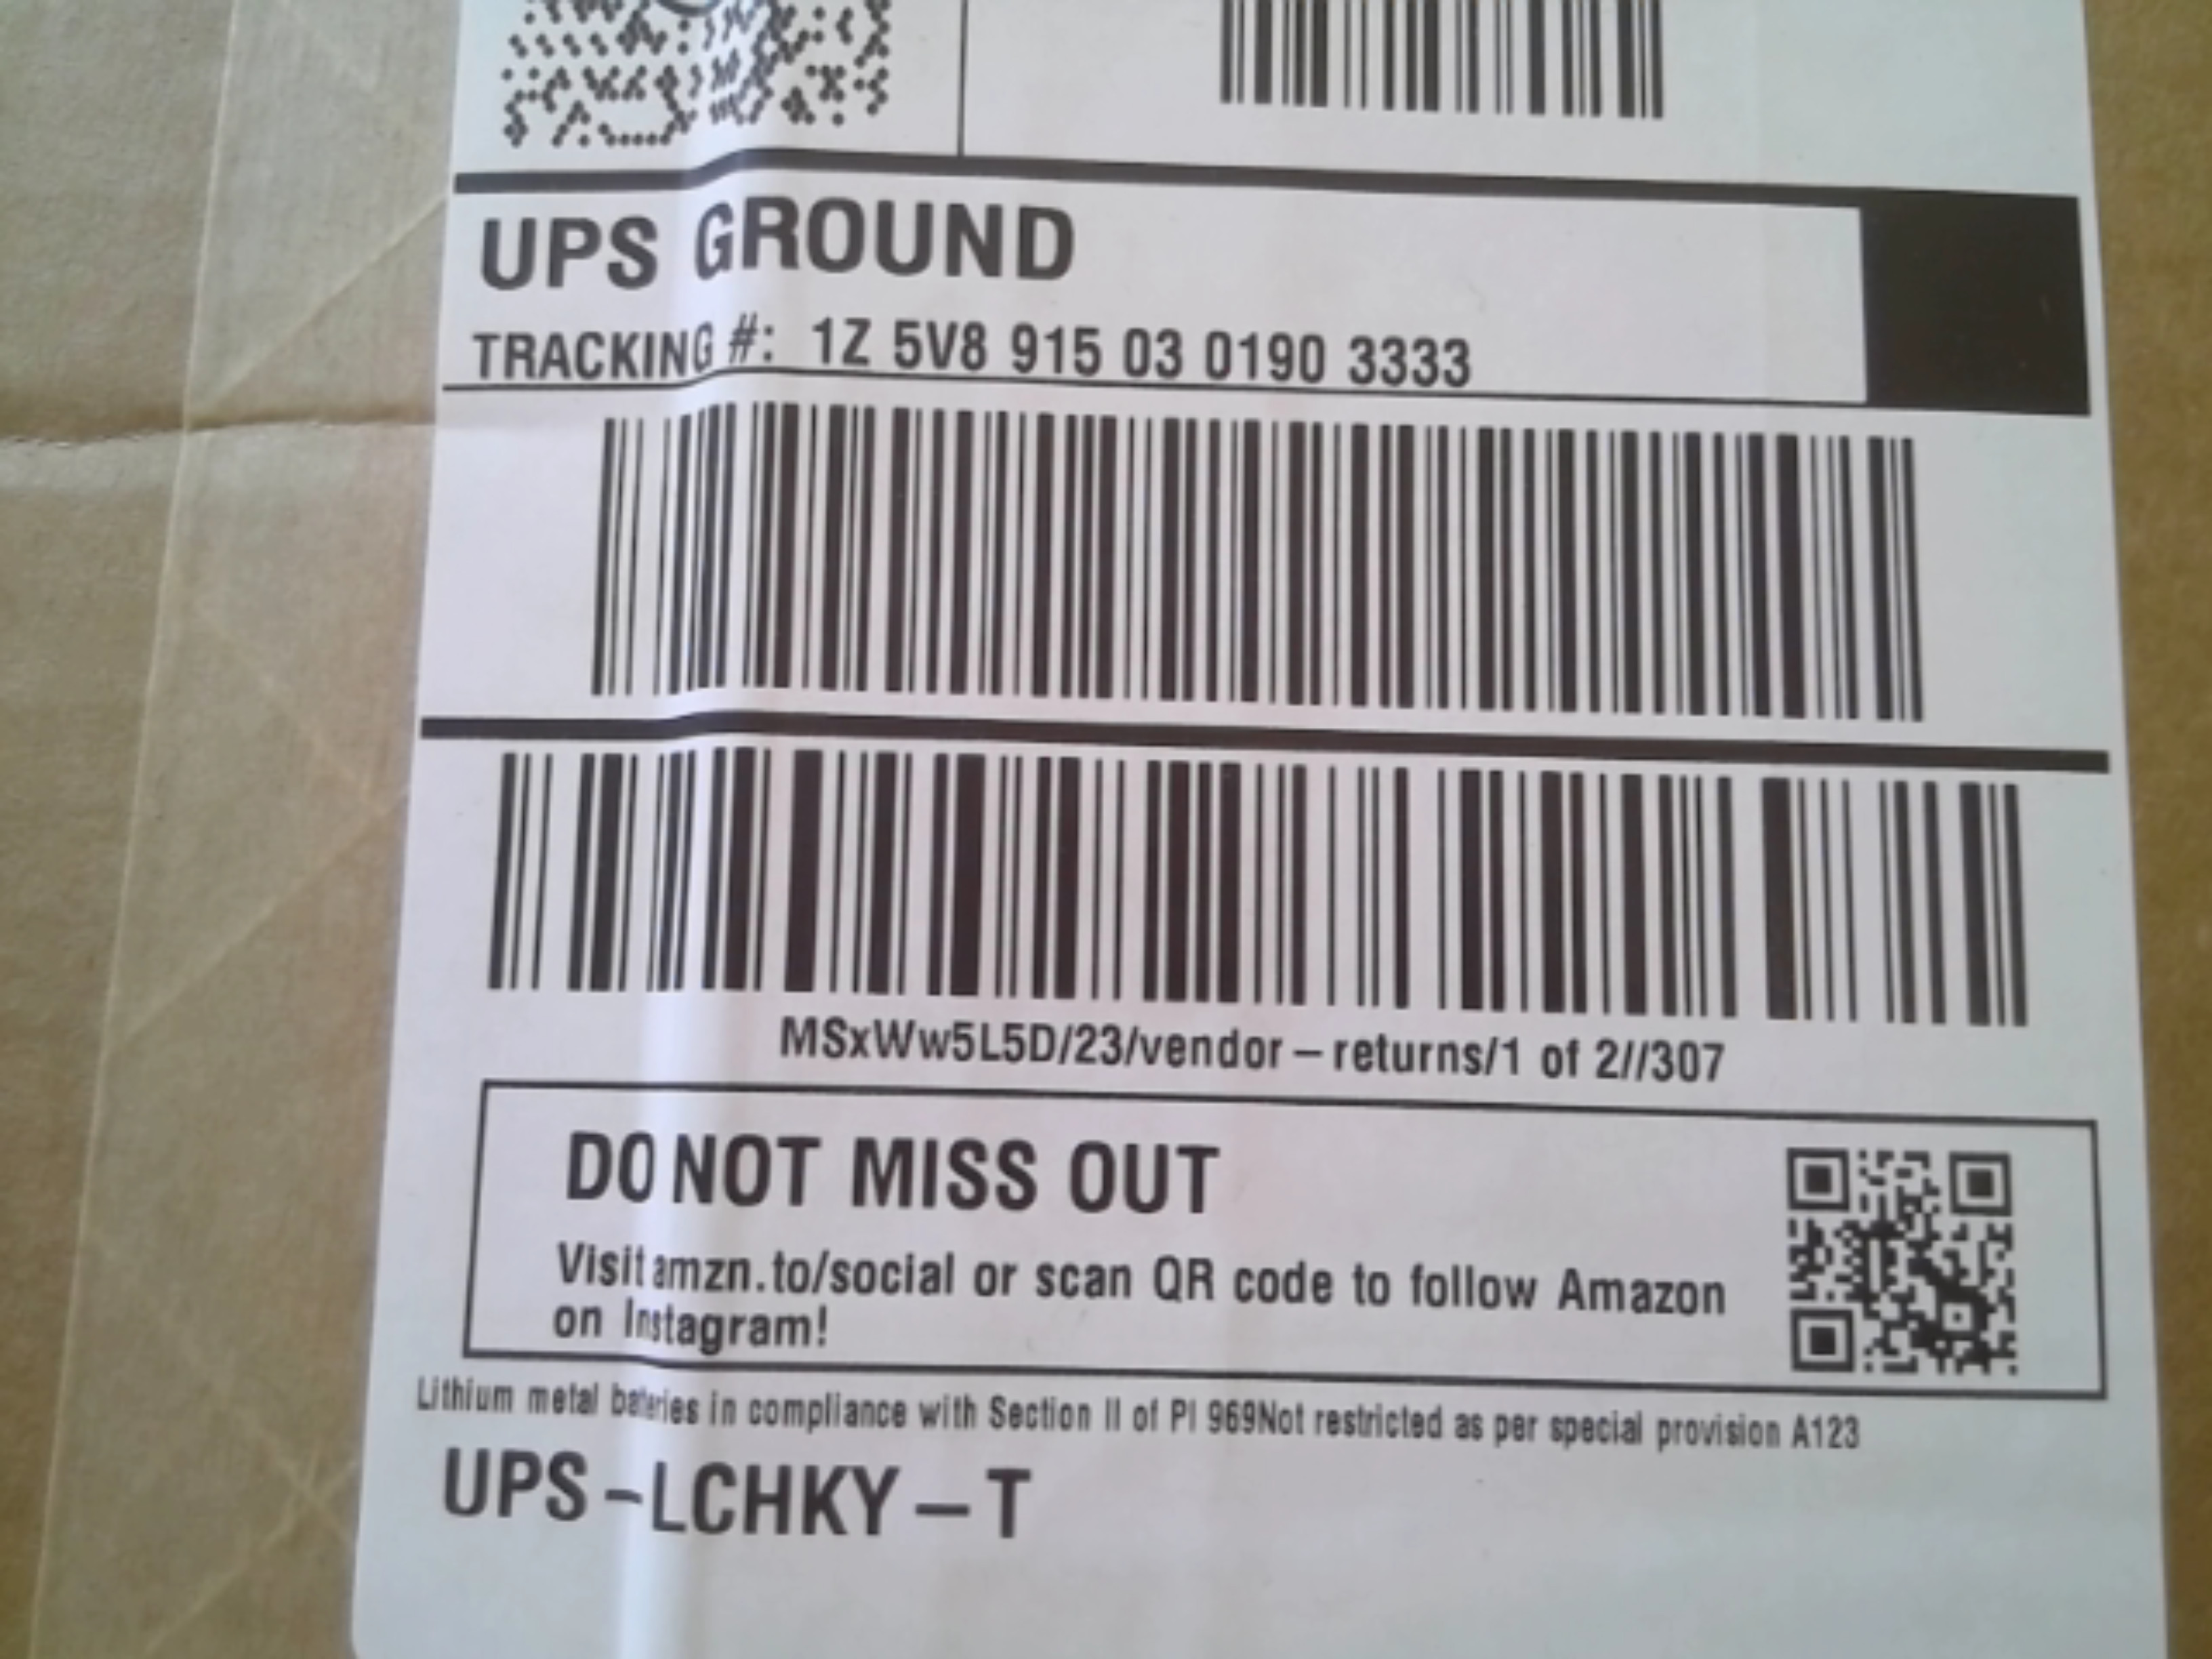 UPS GROUND
TRACKING #: 1Z 5V8 915 03 0190 3333
MSxWw5L5D/23/vendor – returns/1 of 2//307
DO NOT MISS OUT
Visit amzn.to/social or scan QR code to follow Amazon
on Instagram!
Lithium metal batteries in compliance with Section II of PI 969Not restricted as per special provision A123
UPS – LCHKY – T